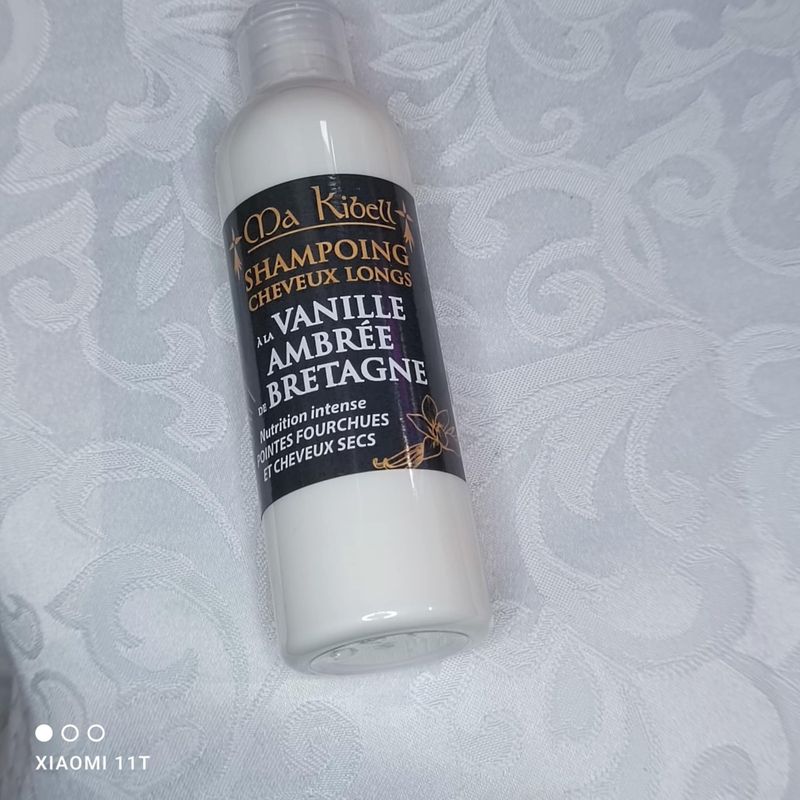 Ma Kibell
SHAMPOING
CHEVEUX LONGS
À LA VANILLE
AMBRÉE
DE BRETAGNE
Nutrition intense
POINTES FOURCHUES
ET CHEVEUX SECS
XIAOMI 11T